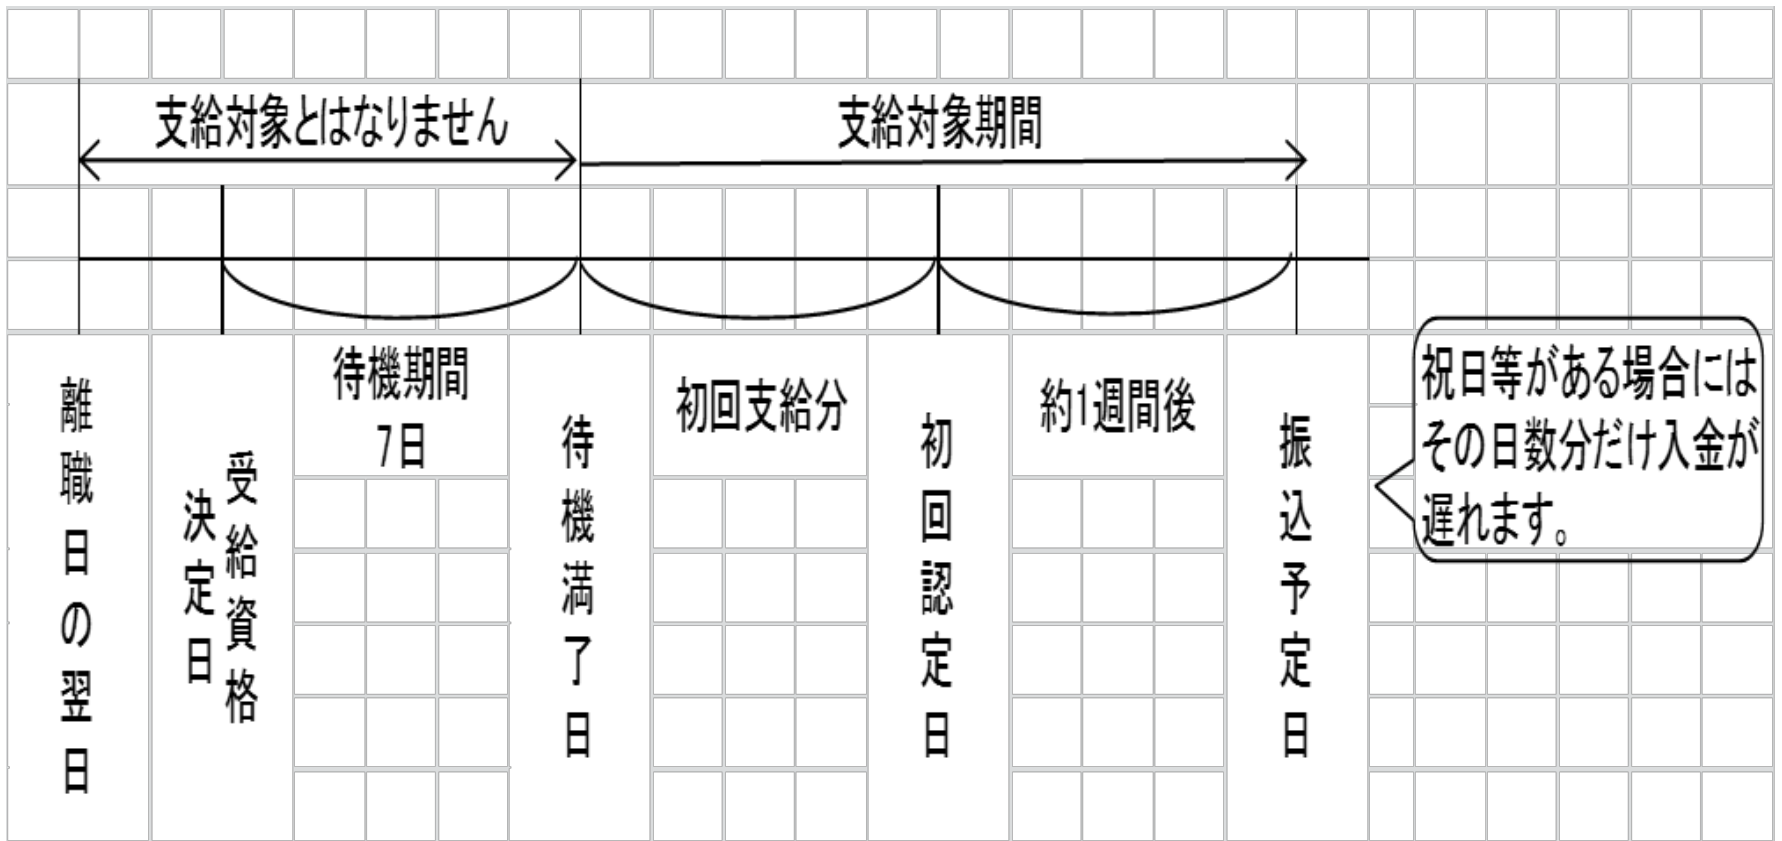 支給対象とはなりません
支給対象期間
離職日の翌日
受給資格
決定日
待機期間
7日
待機満了日
初回支給分
初回認定日
約1週間後
振込予定日
祝日等がある場合には
その日数分だけ入金が
遅れます。